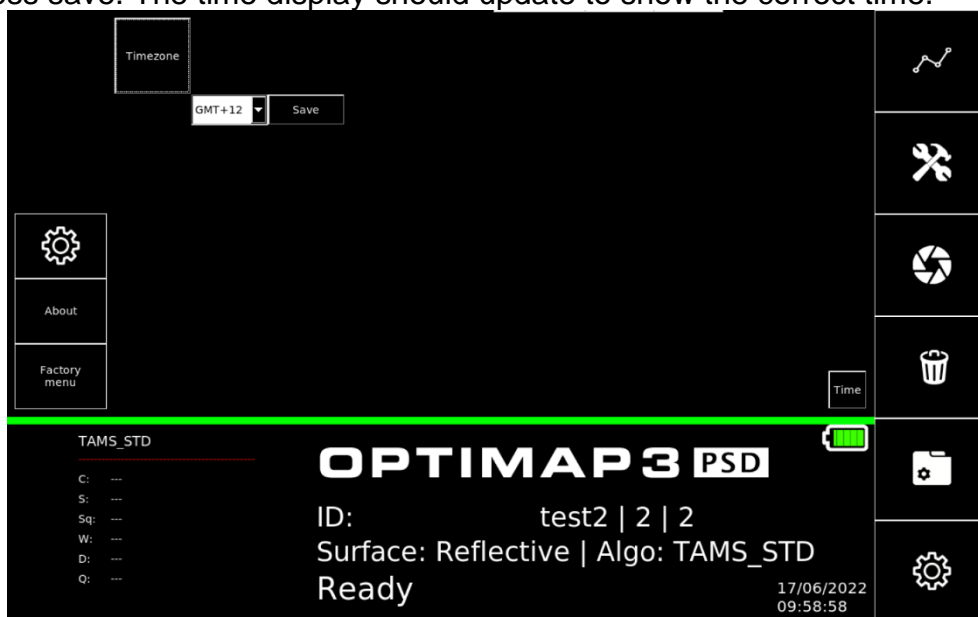 ess save. The time display should update to show the correct time.
Timezone
GMT+12
Save
About
Factory
menu
Time
TAMS_STD
C: ---
S: ---
Sq: ---
W: ---
D: ---
Q: ---
OPTIMAP3 PSD
ID: test2 | 2 | 2
Surface: Reflective | Algo: TAMS_STD
Ready
17/06/2022
09:58:58